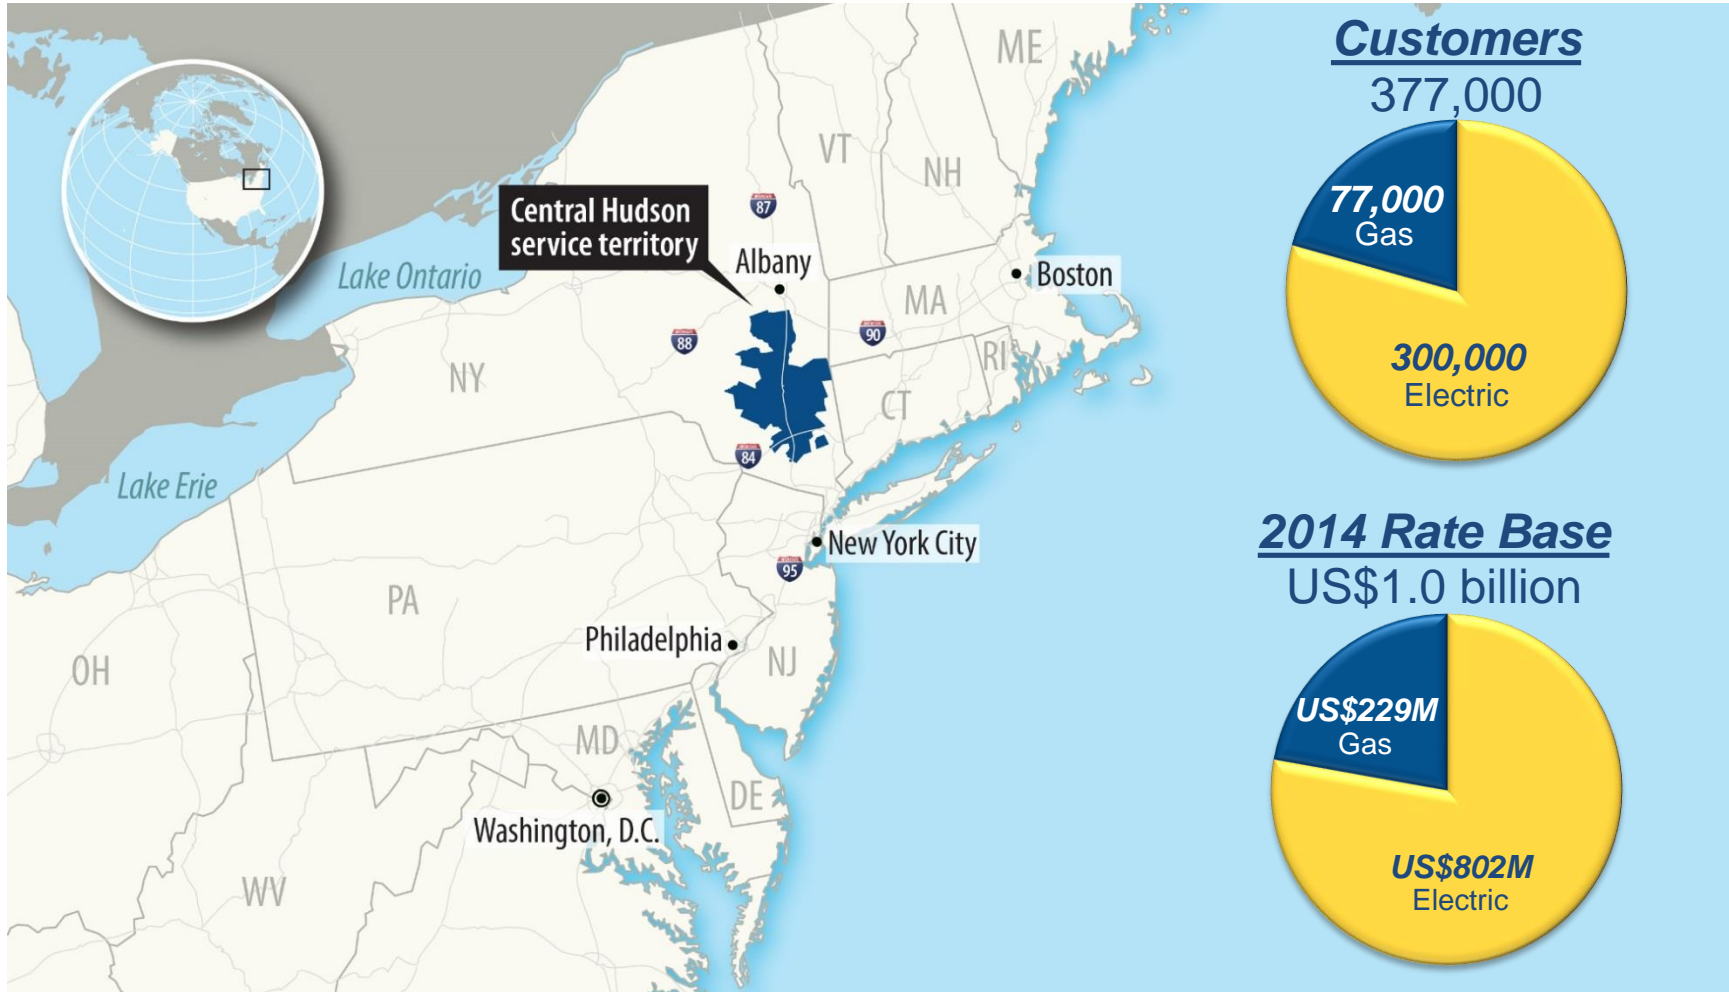 ME
VT
NH
87
Central Hudson
service territory
Albany
Boston
Lake Ontario
MA
88
90
RI
NY
CT
84
Lake Erie
New York City
95
PA
Philadelphia
NJ
OH
MD
DE
Washington, D.C.
WV
Customers
377,000
77,000
Gas
300,000
Electric
2014 Rate Base
US$1.0 billion
US$229M
Gas
US$802M
Electric